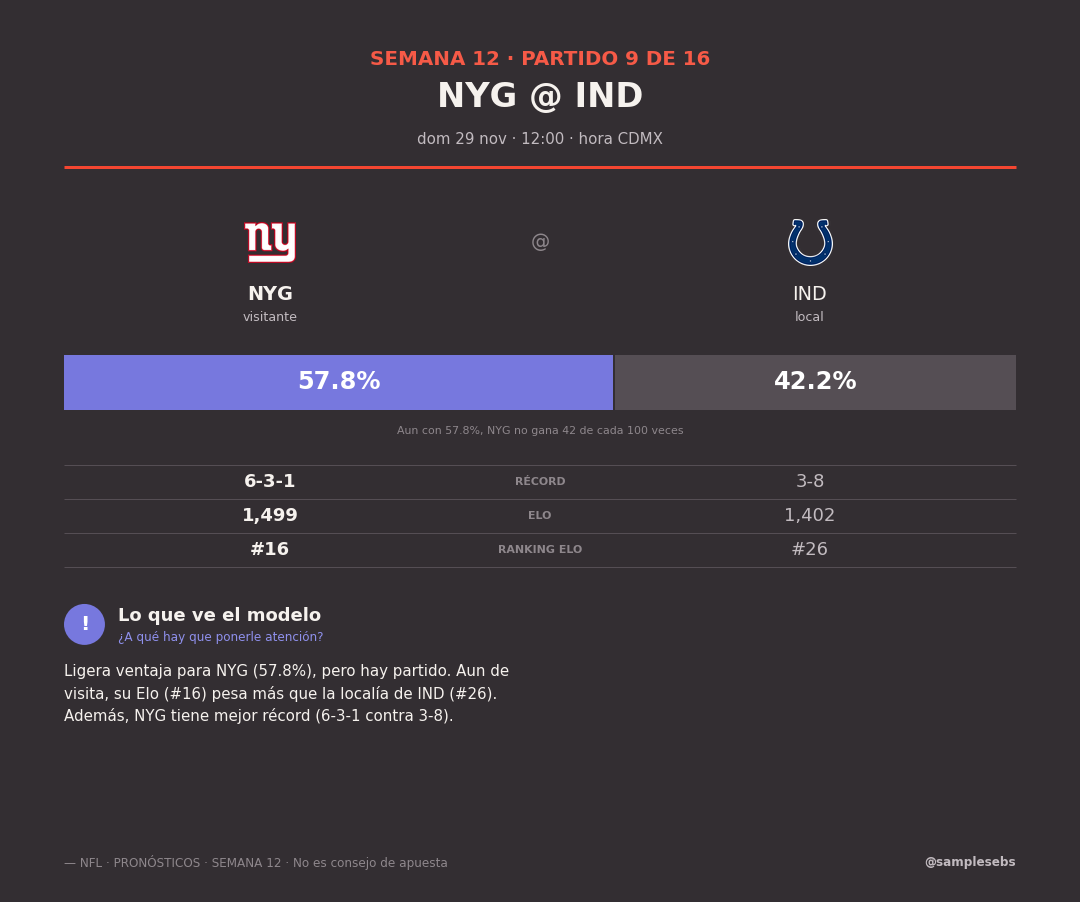 SEMANA 12 · PARTIDO 9 DE 16
NYG @ IND
dom 29 nov · 12:00 · hora CDMX
ny
@
NYG
IND
visitante
local
57.8%
42.2%
Aun con 57.8%, NYG no gana 42 de cada 100 veces
6-3-1 RÉCORD 3-8
1,499 ELO 1,402
#16 RANKING ELO #26
!
Lo que ve el modelo
¿A qué hay que ponerle atención?
Ligera ventaja para NYG (57.8%), pero hay partido. Aun de
visita, su Elo (#16) pesa más que la localía de IND (#26).
Además, NYG tiene mejor récord (6-3-1 contra 3-8).
— NFL · PRONÓSTICOS · SEMANA 12 · No es consejo de apuesta
@samplesebs